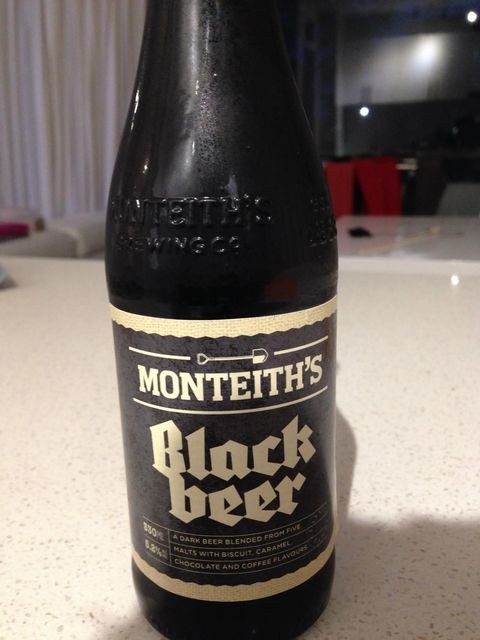 MONTEITH'S
BREWING CO.
MONTEITH'S
Black
beer
330ML
A DARK BEER BLENDED FROM FIVE
MALTS WITH BISCUIT, CARAMEL,
CHOCOLATE AND COFFEE FLAVOURS